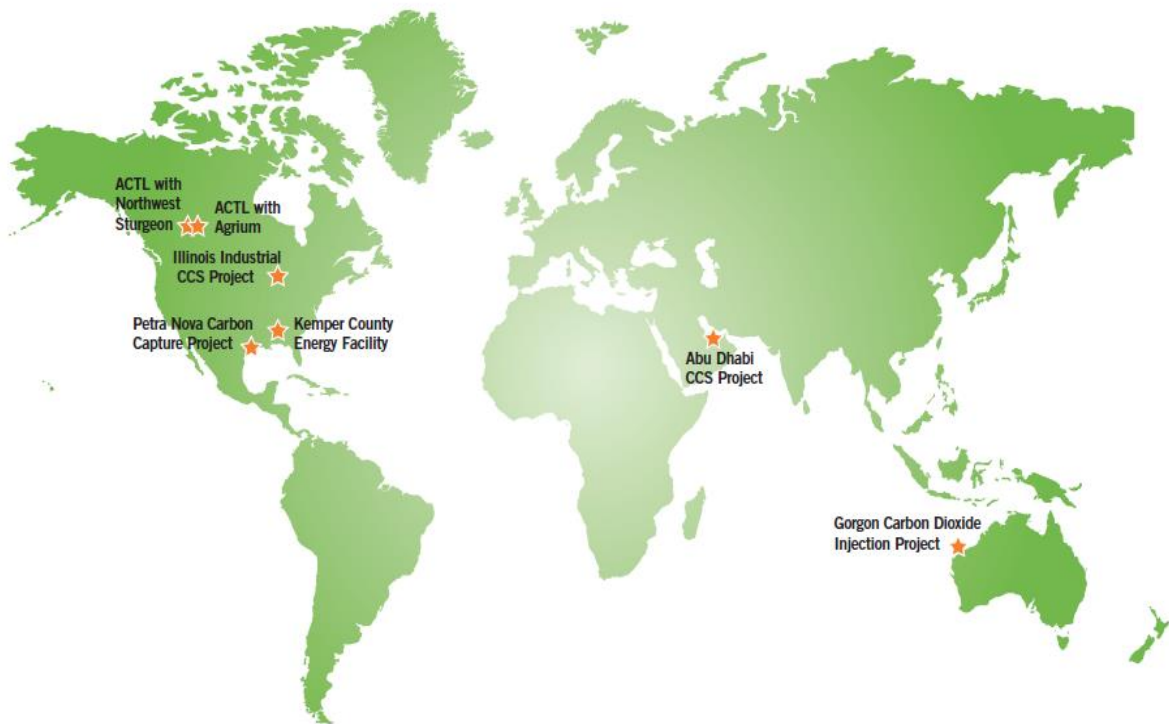 ACTL with
Northwest
Sturgeon
ACTL with
Agrium
Illinois Industrial
CCS Project
Petra Nova Carbon
Capture Project
Kemper County
Energy Facility
Abu Dhabi
CCS Project
Gorgon Carbon Dioxide
Injection Project